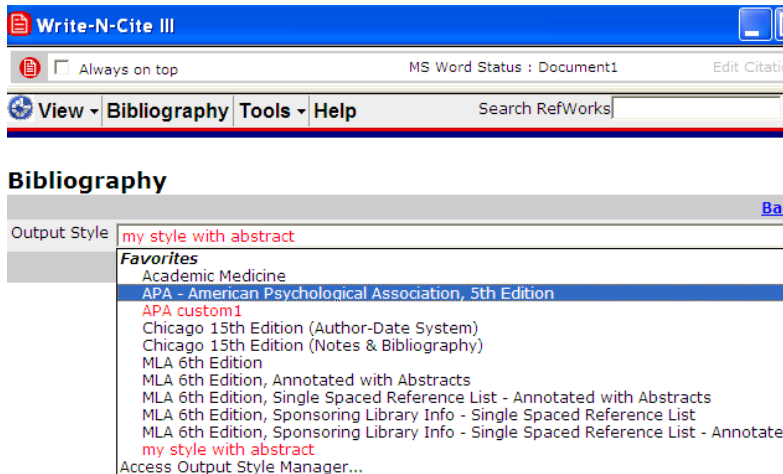 Write-N-Cite III
Always on top MS Word Status : Document1 Edit Citati
View Bibliography Tools Help Search RefWorks
Bibliography
Ba
Output Style my style with abstract
Favorites
Academic Medicine
APA - American Psychological Association, 5th Edition
APA custom1
Chicago 15th Edition (Author-Date System)
Chicago 15th Edition (Notes & Bibliography)
MLA 6th Edition
MLA 6th Edition, Annotated with Abstracts
MLA 6th Edition, Single Spaced Reference List - Annotated with Abstracts
MLA 6th Edition, Sponsoring Library Info - Single Spaced Reference List
MLA 6th Edition, Sponsoring Library Info - Single Spaced Reference List - Annotate
my style with abstract
Access Output Style Manager...